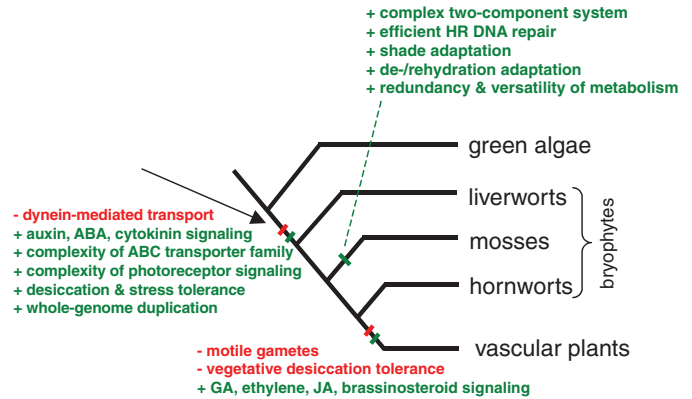 + complex two-component system
+ efficient HR DNA repair
+ shade adaptation
+ de-/rehydration adaptation
+ redundancy & versatility of metabolism
green algae
liverworts
mosses
hornworts
bryophytes
vascular plants
- dynein-mediated transport
+ auxin, ABA, cytokinin signaling
+ complexity of ABC transporter family
+ complexity of photoreceptor signaling
+ desiccation & stress tolerance
+ whole-genome duplication
- motile gametes
- vegetative desiccation tolerance
+ GA, ethylene, JA, brassinosteroid signaling